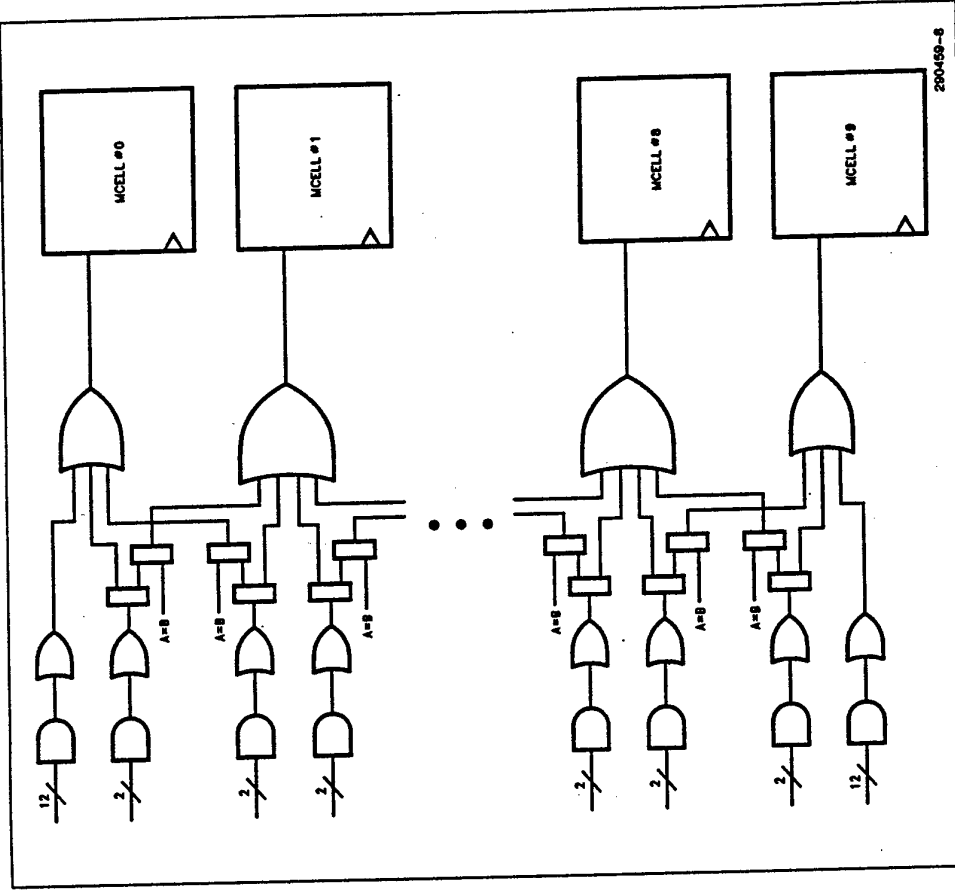 12
2
2
2
2
2
2
12
A=B
A=B
A=B
A=B
A=B
A=B
MCELL #9
MCELL #8
MCELL #1
MCELL #0
290459-8